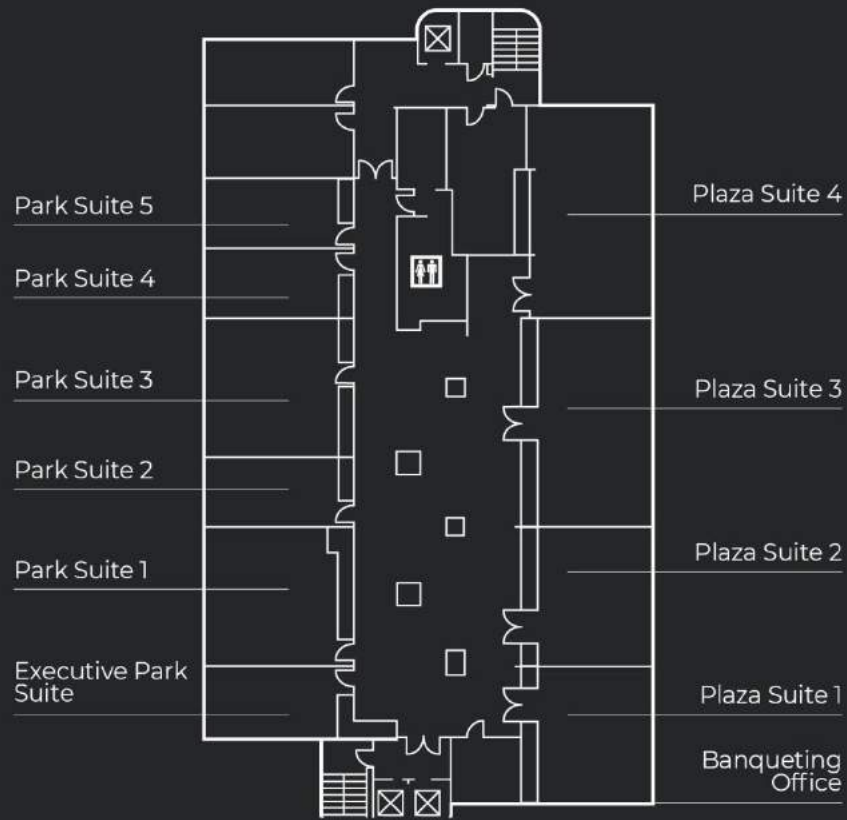 Park Suite 5
Park Suite 4
Park Suite 3
Park Suite 2
Park Suite 1
Executive Park
Suite
Plaza Suite 4
Plaza Suite 3
Plaza Suite 2
Plaza Suite 1
Banqueting
Office